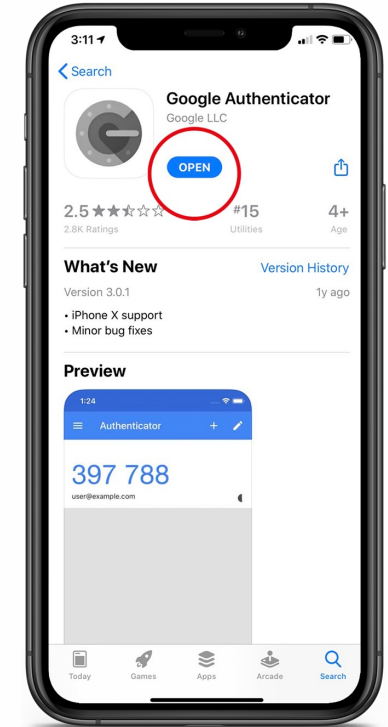 3:11
Search
Google Authenticator
Google LLC
OPEN
2.5 #15 4+
2.8K Ratings Utilities Age
What's New Version History
Version 3.0.1 1y ago
• iPhone X support
• Minor bug fixes
Preview
1:24
Authenticator
397 788
user@example.com
Today Games Apps Arcade Search